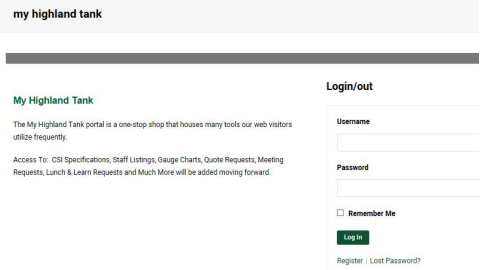 my highland tank
Login/out
My Highland Tank
Username
The My Highland Tank portal is a one-stop shop that houses many tools our web visitors
utilize frequently.
Access To:  CSI Specifications, Staff Listings, Gauge Charts, Quote Requests, Meeting
Requests, Lunch & Learn Requests and Much More will be added moving forward.
Password
Remember Me
Log In
Register | Lost Password?